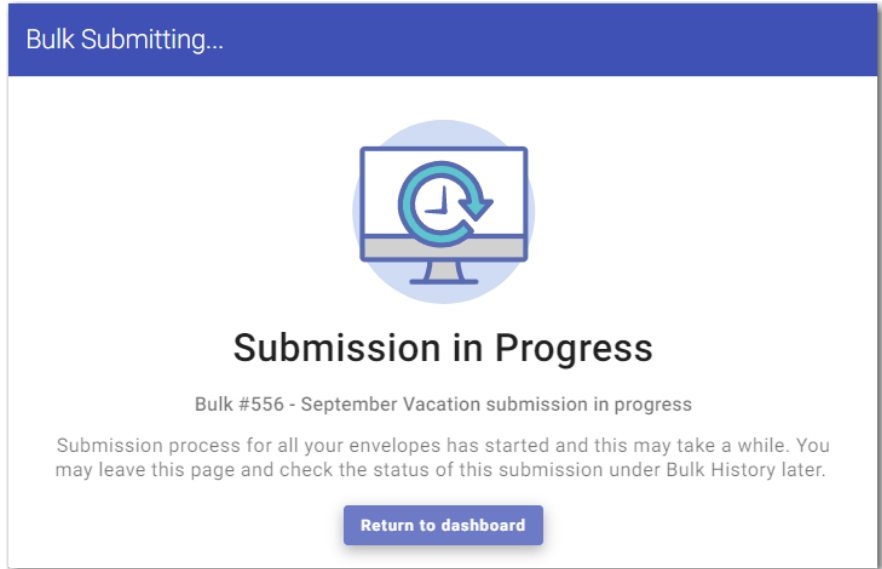 Bulk Submitting...
Submission in Progress
Bulk #556 - September Vacation submission in progress
Submission process for all your envelopes has started and this may take a while. You
may leave this page and check the status of this submission under Bulk History later.
Return to dashboard